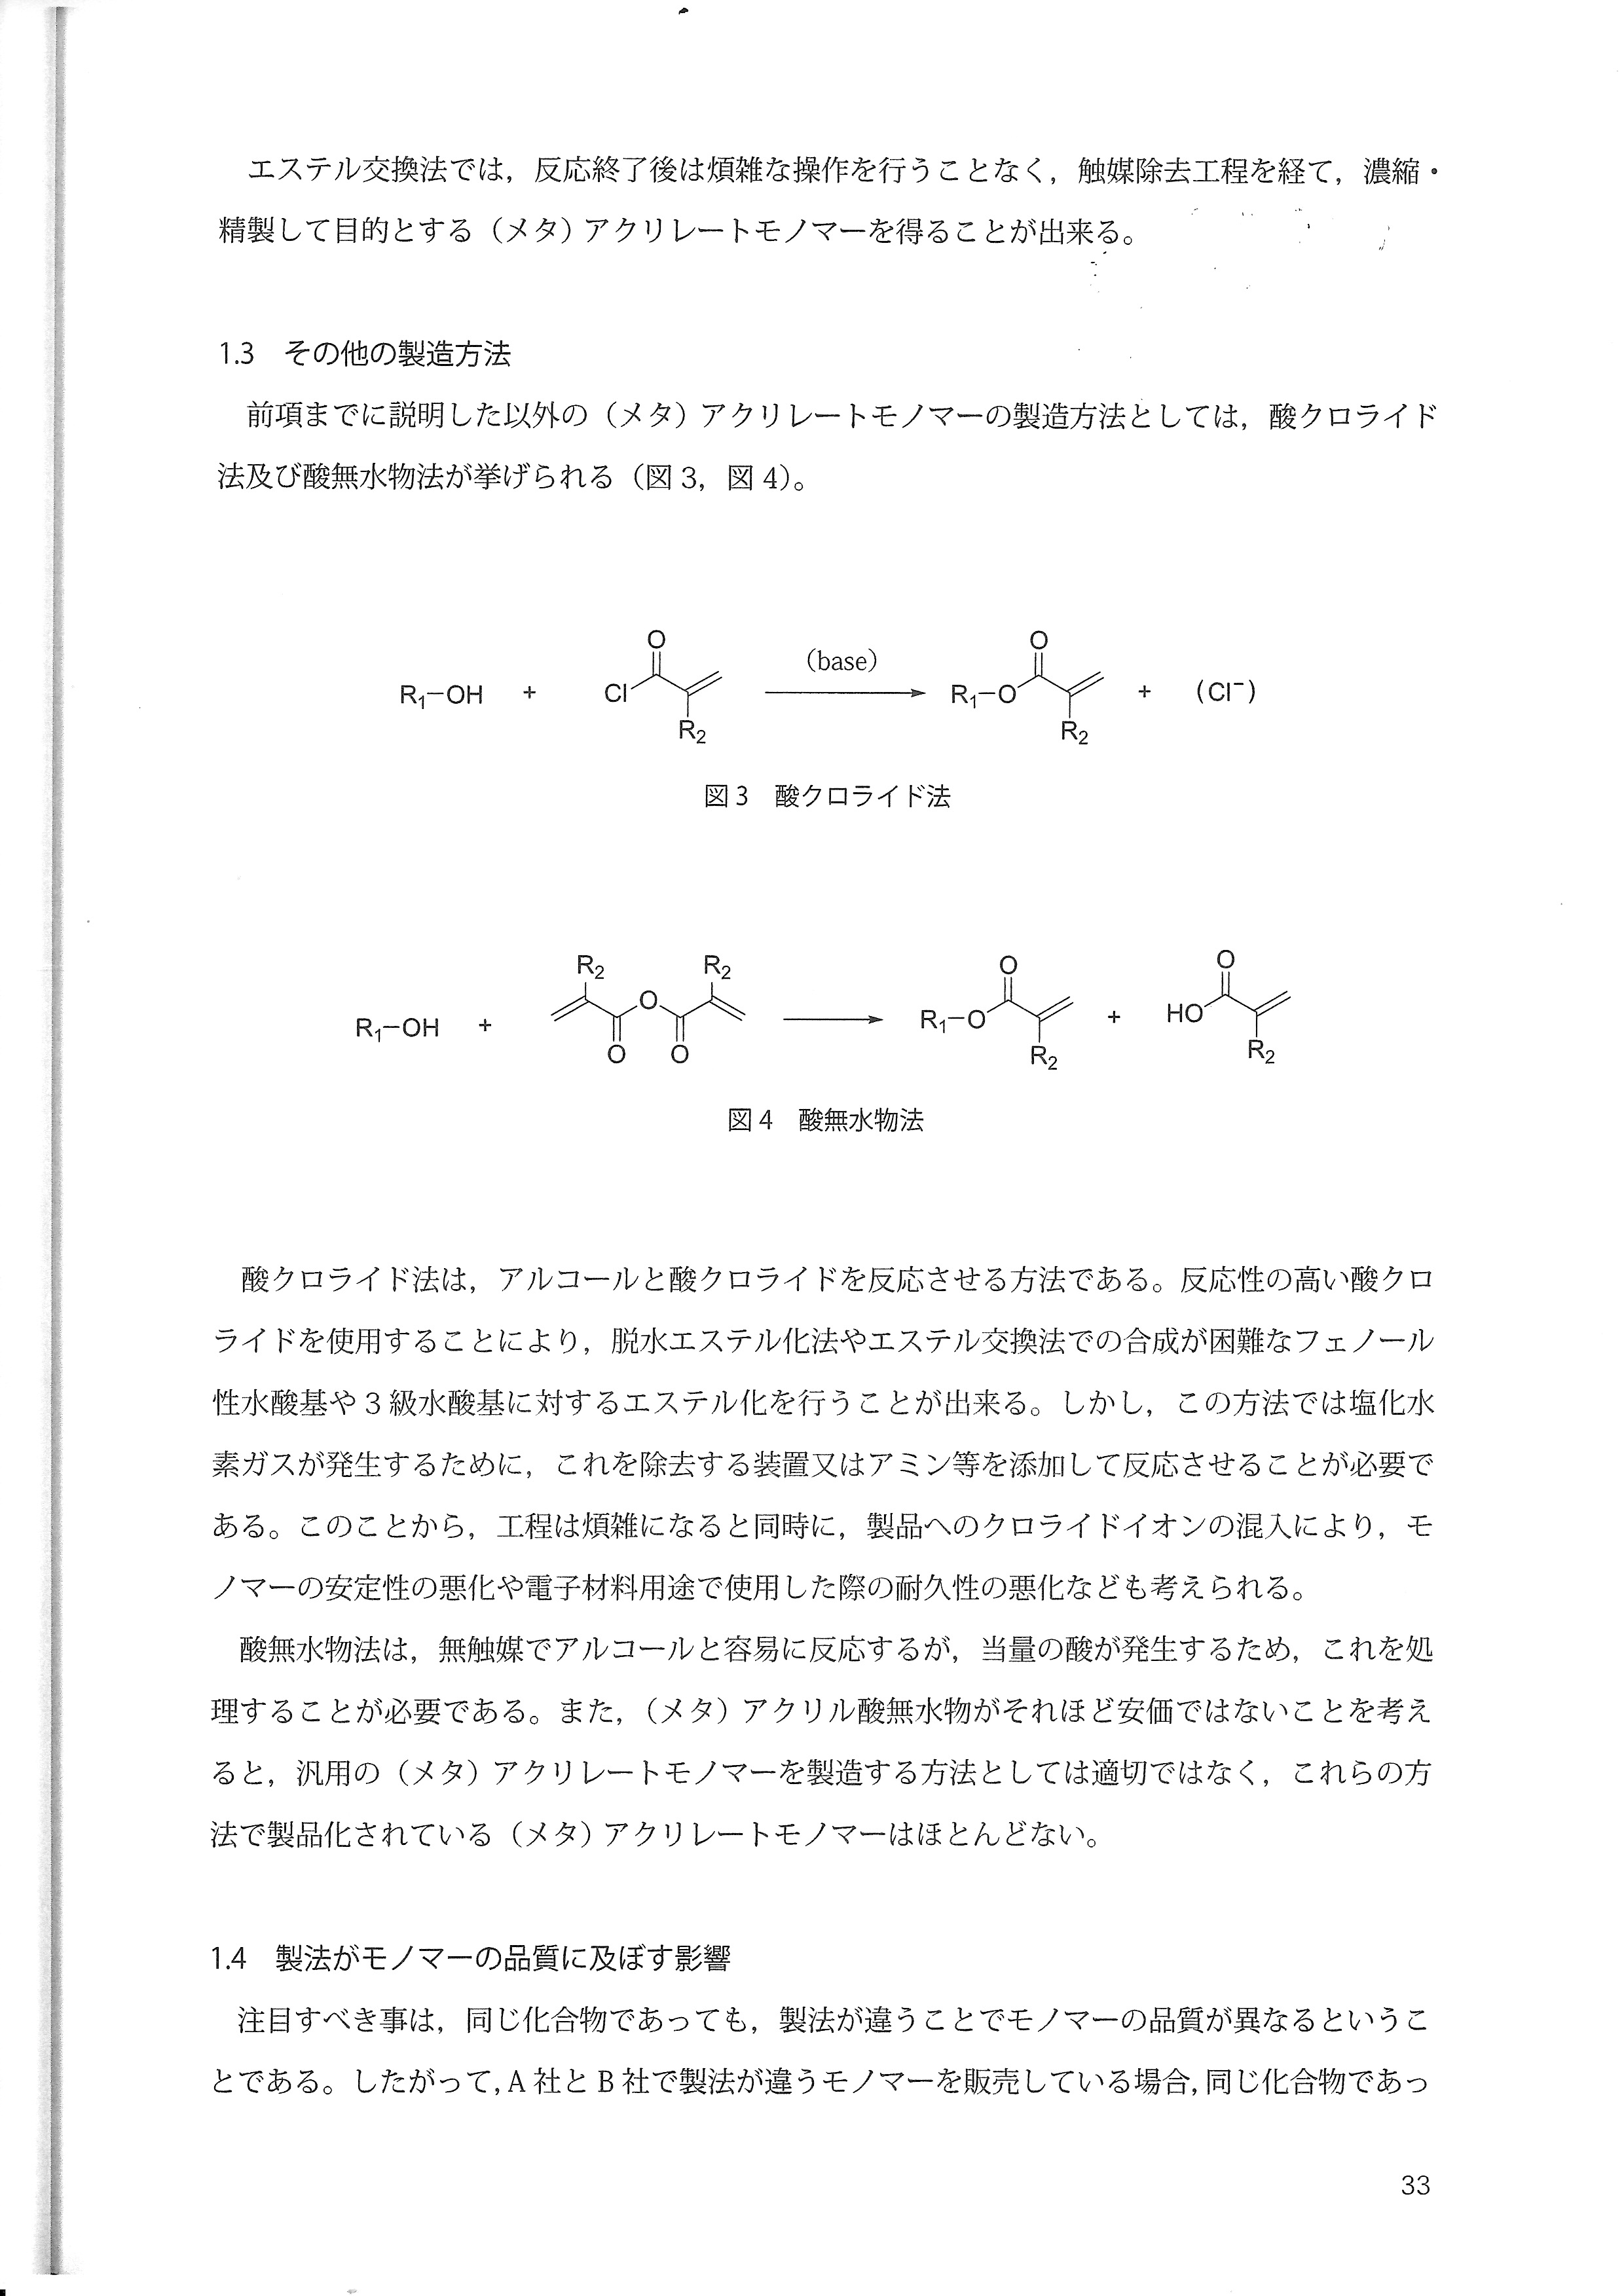 エステル交換法では，反応終了後は煩雑な操作を行うことなく，触媒除去工程を経て，濃縮・
精製して目的とする（メタ）アクリレートモノマーを得ることが出来る。
1.3　その他の製造方法
前項までに説明した以外の（メタ）アクリレートモノマーの製造方法としては，酸クロライド
法及び酸無水物法が挙げられる（図3，図4）。
R₁−OH + Cl O R₂ (base) R₁−O O R₂ + (Cl⁻)
図3　酸クロライド法
R₁−OH + R₂ O R₂ O O R₁−O O R₂ + HO O R₂
図4　酸無水物法
酸クロライド法は，アルコールと酸クロライドを反応させる方法である。反応性の高い酸クロ
ライドを使用することにより，脱水エステル化法やエステル交換法での合成が困難なフェノール
性水酸基や3級水酸基に対するエステル化を行うことが出来る。しかし，この方法では塩化水
素ガスが発生するために，これを除去する装置又はアミン等を添加して反応させることが必要で
ある。このことから，工程は煩雑になると同時に，製品へのクロライドイオンの混入により，モ
ノマーの安定性の悪化や電子材料用途で使用した際の耐久性の悪化なども考えられる。
酸無水物法は，無触媒でアルコールと容易に反応するが，当量の酸が発生するため，これを処
理することが必要である。また，（メタ）アクリル酸無水物がそれほど安価ではないことを考え
ると，汎用の（メタ）アクリレートモノマーを製造する方法としては適切ではなく，これらの方
法で製品化されている（メタ）アクリレートモノマーはほとんどない。
1.4　製法がモノマーの品質に及ぼす影響
注目すべき事は，同じ化合物であっても，製法が違うことでモノマーの品質が異なるというこ
とである。したがって，A社とB社で製法が違うモノマーを販売している場合，同じ化合物であっ
33